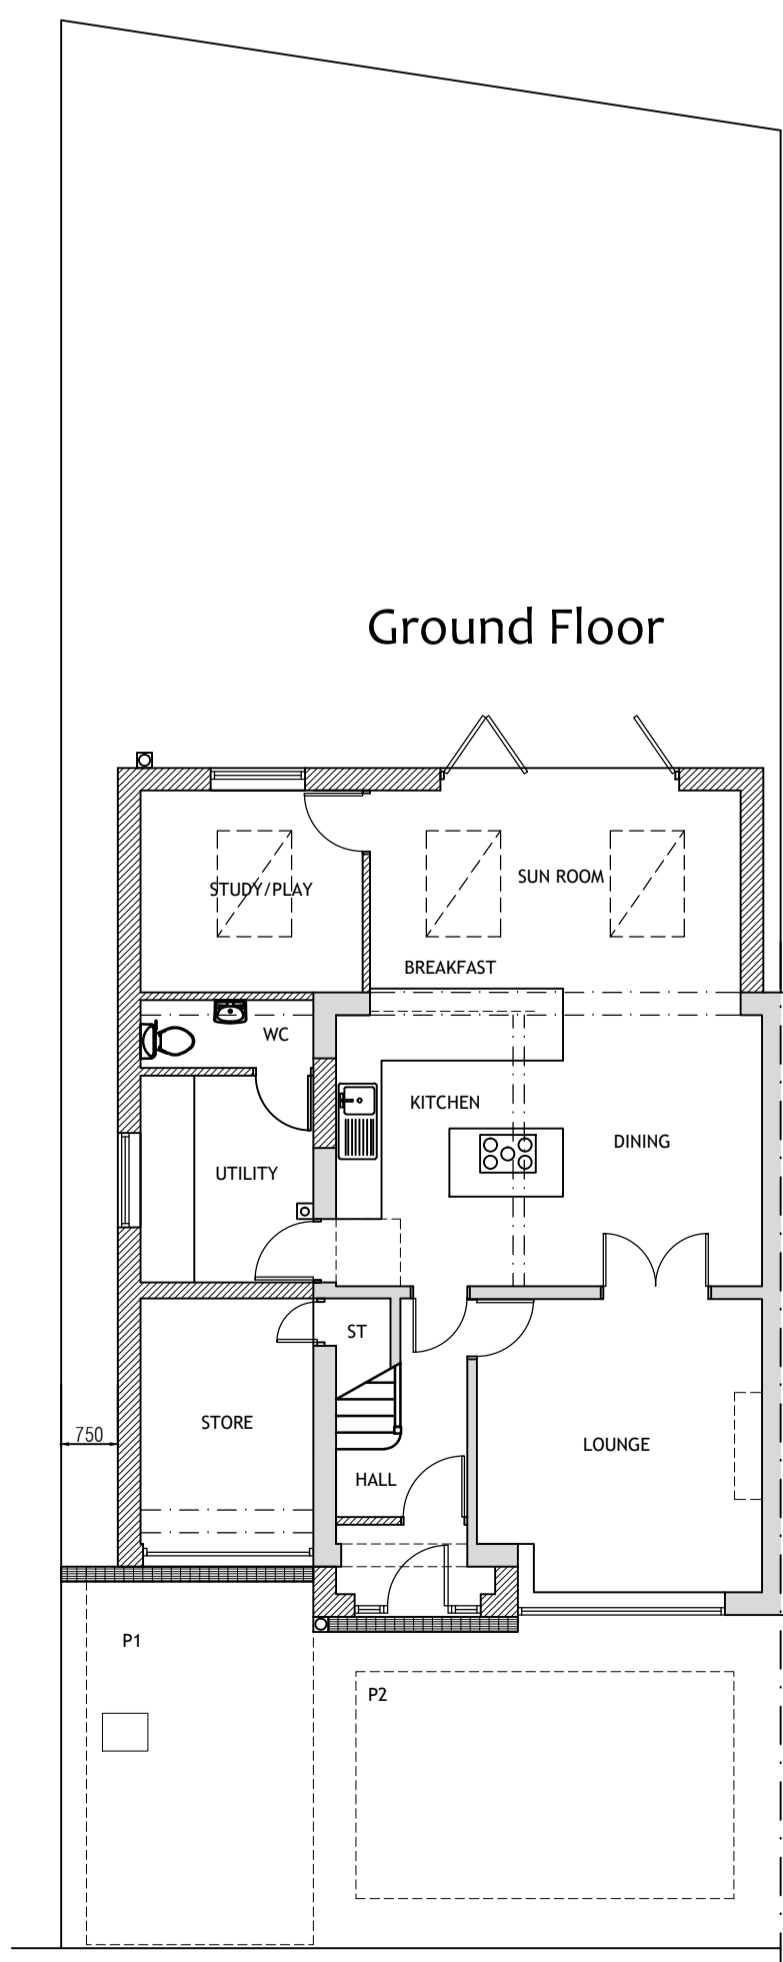 Ground Floor
STUDY/PLAY
SUN ROOM
BREAKFAST
WC
KITCHEN
DINING
UTILITY
ST
STORE
750
LOUNGE
HALL
P1
P2